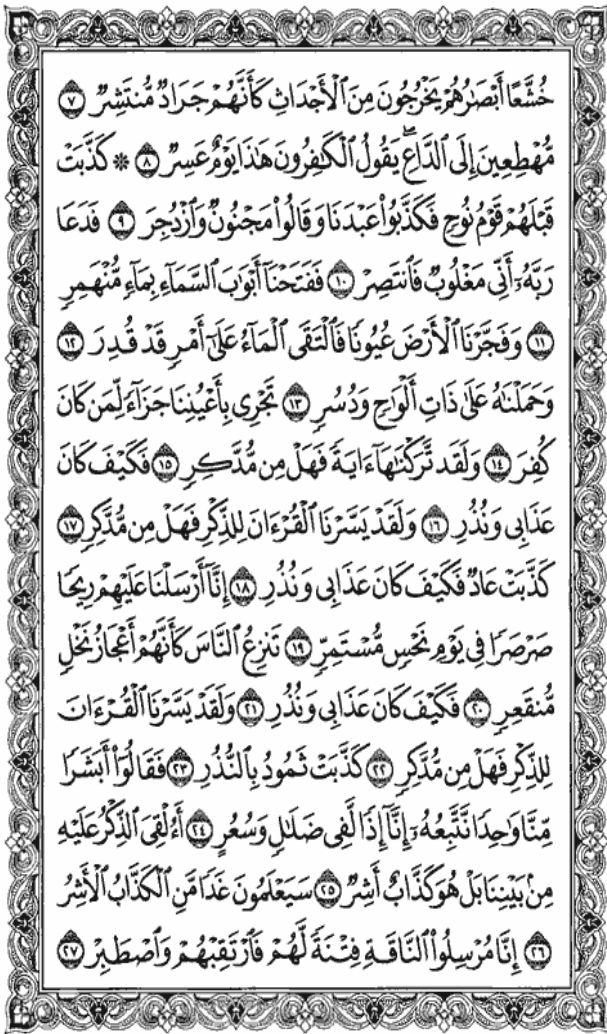 خُشَّعًا أَبْصَٰرُهُمْ يَخْرُجُونَ مِنَ ٱلْأَجْدَاثِ كَأَنَّهُمْ جَرَادٌ مُّنتَشِرٌ ٧
مُّهْطِعِينَ إِلَى ٱلدَّاعِ ۖ يَقُولُ ٱلْكَٰفِرُونَ هَٰذَا يَوْمٌ عَسِرٌ ٨ ۞ كَذَّبَتْ
قَبْلَهُمْ قَوْمُ نُوحٍ فَكَذَّبُوا۟ عَبْدَنَا وَقَالُوا۟ مَجْنُونٌ وَٱزْدُجِرَ ٩ فَدَعَا
رَبَّهُۥٓ أَنِّى مَغْلُوبٌ فَٱنتَصِرْ ١٠ فَفَتَحْنَآ أَبْوَٰبَ ٱلسَّمَآءِ بِمَآءٍ مُّنْهَمِرٍ
١١ وَفَجَّرْنَا ٱلْأَرْضَ عُيُونًا فَٱلْتَقَى ٱلْمَآءُ عَلَىٰٓ أَمْرٍ قَدْ قُدِرَ ١٢
وَحَمَلْنَٰهُ عَلَىٰ ذَاتِ أَلْوَٰحٍ وَدُسُرٍ ١٣ تَجْرِى بِأَعْيُنِنَا جَزَآءً لِّمَن كَانَ
كُفِرَ ١٤ وَلَقَد تَّرَكْنَٰهَآ ءَايَةً فَهَلْ مِن مُّدَّكِرٍ ١٥ فَكَيْفَ كَانَ
عَذَابِى وَنُذُرِ ١٦ وَلَقَدْ يَسَّرْنَا ٱلْقُرْءَانَ لِلذِّكْرِ فَهَلْ مِن مُّدَّكِرٍ ١٧
كَذَّبَتْ عَادٌ فَكَيْفَ كَانَ عَذَابِى وَنُذُرِ ١٨ إِنَّآ أَرْسَلْنَا عَلَيْهِمْ رِيحًا
صَرْصَرًا فِى يَوْمِ نَحْسٍ مُّسْتَمِرٍّ ١٩ تَنزِعُ ٱلنَّاسَ كَأَنَّهُمْ أَعْجَازُ نَخْلٍ
مُّنقَعِرٍ ٢٠ فَكَيْفَ كَانَ عَذَابِى وَنُذُرِ ٢١ وَلَقَدْ يَسَّرْنَا ٱلْقُرْءَانَ
لِلذِّكْرِ فَهَلْ مِن مُّدَّكِرٍ ٢٢ كَذَّبَتْ ثَمُودُ بِٱلنُّذُرِ ٢٣ فَقَالُوٓا۟ أَبَشَرًا
مِّنَّا وَٰحِدًا نَّتَّبِعُهُۥٓ إِنَّآ إِذًا لَّفِى ضَلَٰلٍ وَسُعُرٍ ٢٤ أَءُلْقِىَ ٱلذِّكْرُ عَلَيْهِ
مِنۢ بَيْنِنَا بَلْ هُوَ كَذَّابٌ أَشِرٌ ٢٥ سَيَعْلَمُونَ غَدًا مَّنِ ٱلْكَذَّابُ ٱلْأَشِرُ
٢٦ إِنَّا مُرْسِلُوا۟ ٱلنَّاقَةِ فِتْنَةً لَّهُمْ فَٱرْتَقِبْهُمْ وَٱصْطَبِرْ ٢٧